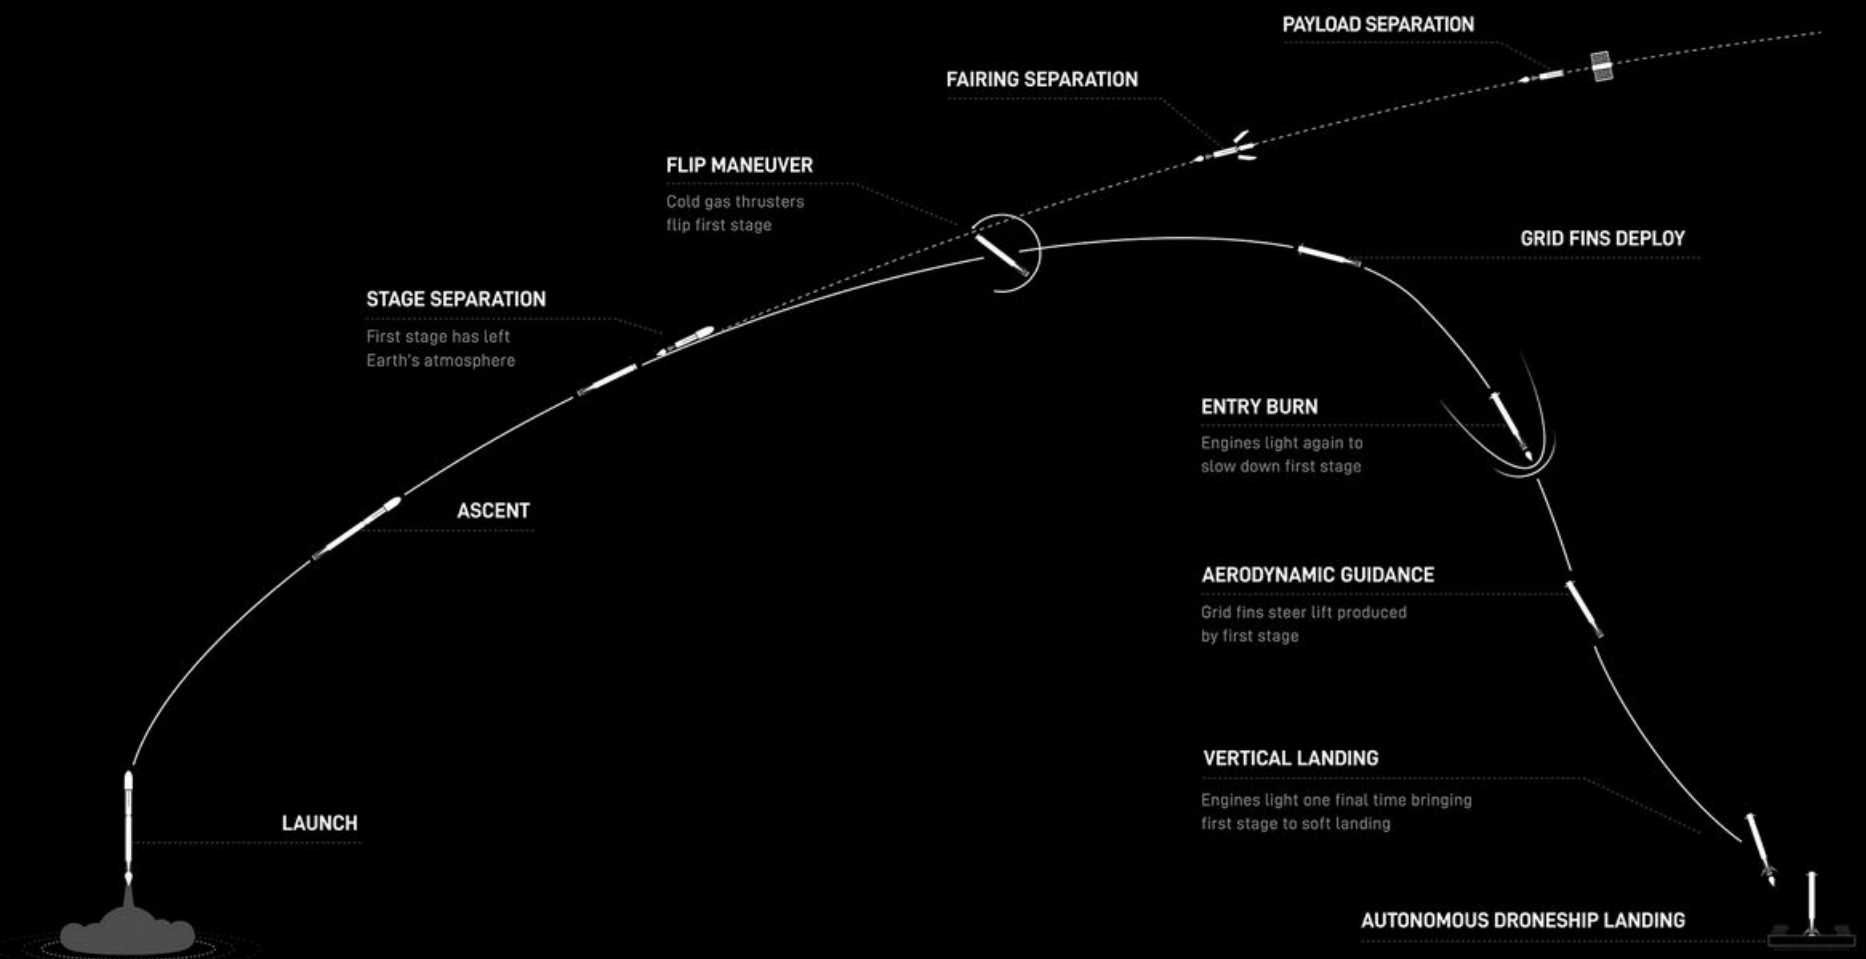 PAYLOAD SEPARATION
FAIRING SEPARATION
FLIP MANEUVER
Cold gas thrusters
flip first stage
GRID FINS DEPLOY
STAGE SEPARATION
First stage has left
Earth's atmosphere
ENTRY BURN
Engines light again to
slow down first stage
ASCENT
AERODYNAMIC GUIDANCE
Grid fins steer lift produced
by first stage
VERTICAL LANDING
Engines light one final time bringing
first stage to soft landing
LAUNCH
AUTONOMOUS DRONESHIP LANDING